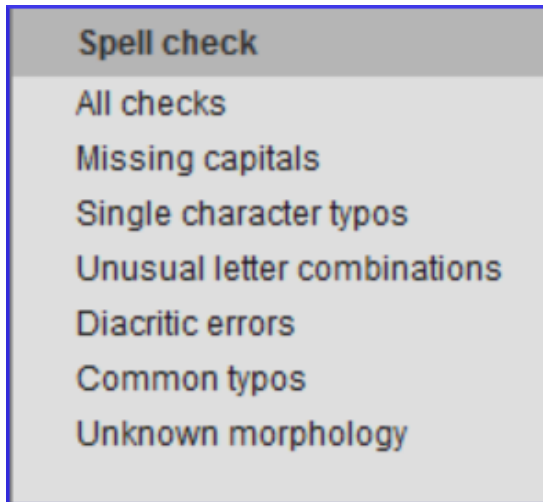 Spell check
All checks
Missing capitals
Single character typos
Unusual letter combinations
Diacritic errors
Common typos
Unknown morphology